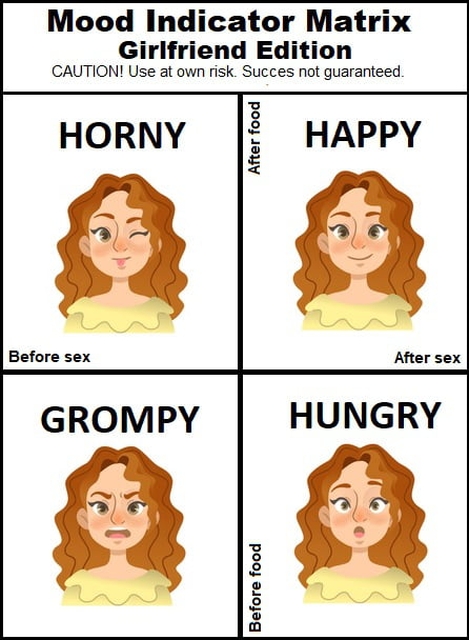 Mood Indicator Matrix
Girlfriend Edition
CAUTION! Use at own risk. Succes not guaranteed.
HORNY
After food
HAPPY
Before sex
After sex
GROMPY
HUNGRY
Before food